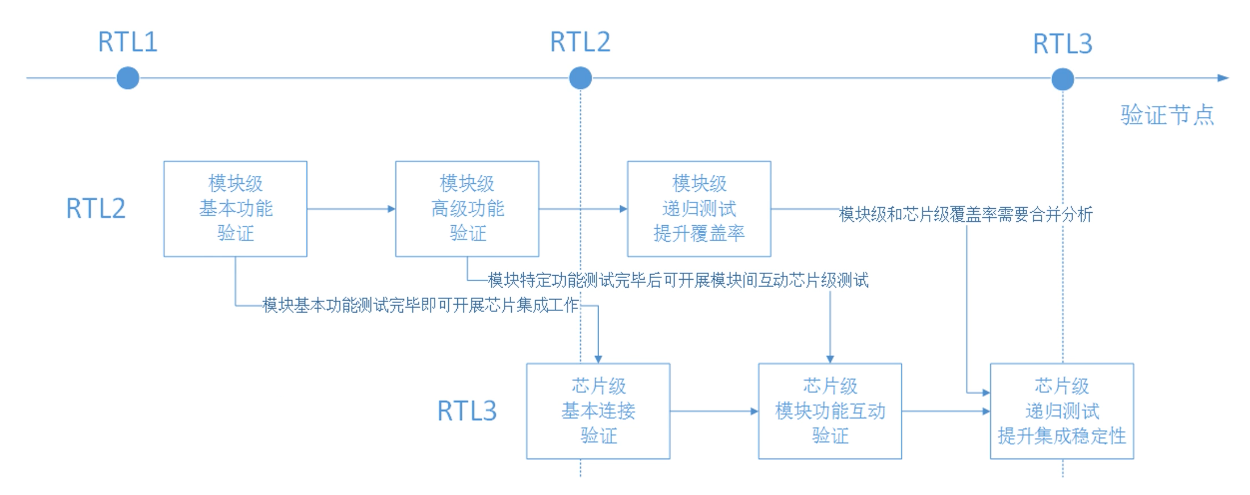 RTL1
RTL2
RTL3
验证节点
RTL2
模块级
基本功能
验证
模块级
高级功能
验证
模块级
递归测试
提升覆盖率
模块级和芯片级覆盖率需要合并分析
模块特定功能测试完毕后可开展模块间互动芯片级测试
模块基本功能测试完毕即可开展芯片集成工作
RTL3
芯片级
基本连接
验证
芯片级
模块功能互动
验证
芯片级
递归测试
提升集成稳定性